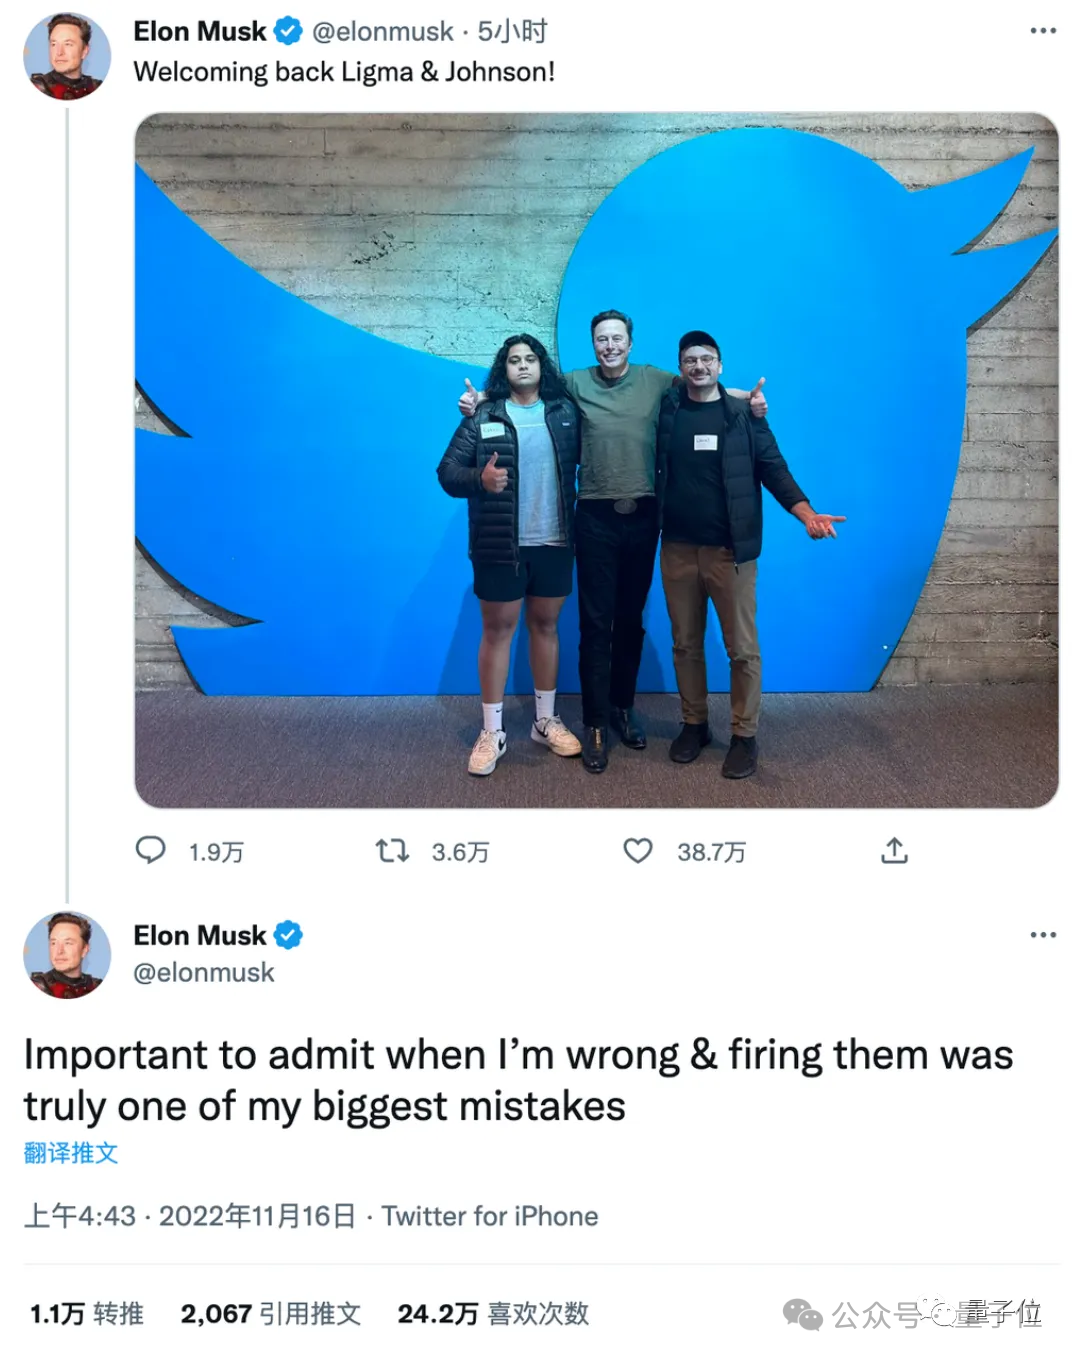 Elon Musk @elonmusk · 5小时
Welcoming back Ligma & Johnson!
1.9万 3.6万 38.7万
Elon Musk
@elonmusk
Important to admit when I’m wrong & firing them was
truly one of my biggest mistakes
翻译推文
上午4:43 · 2022年11月16日 · Twitter for iPhone
1.1万 转推 2,067 引用推文 24.2万 喜欢次数
公众号 量子位
量子位